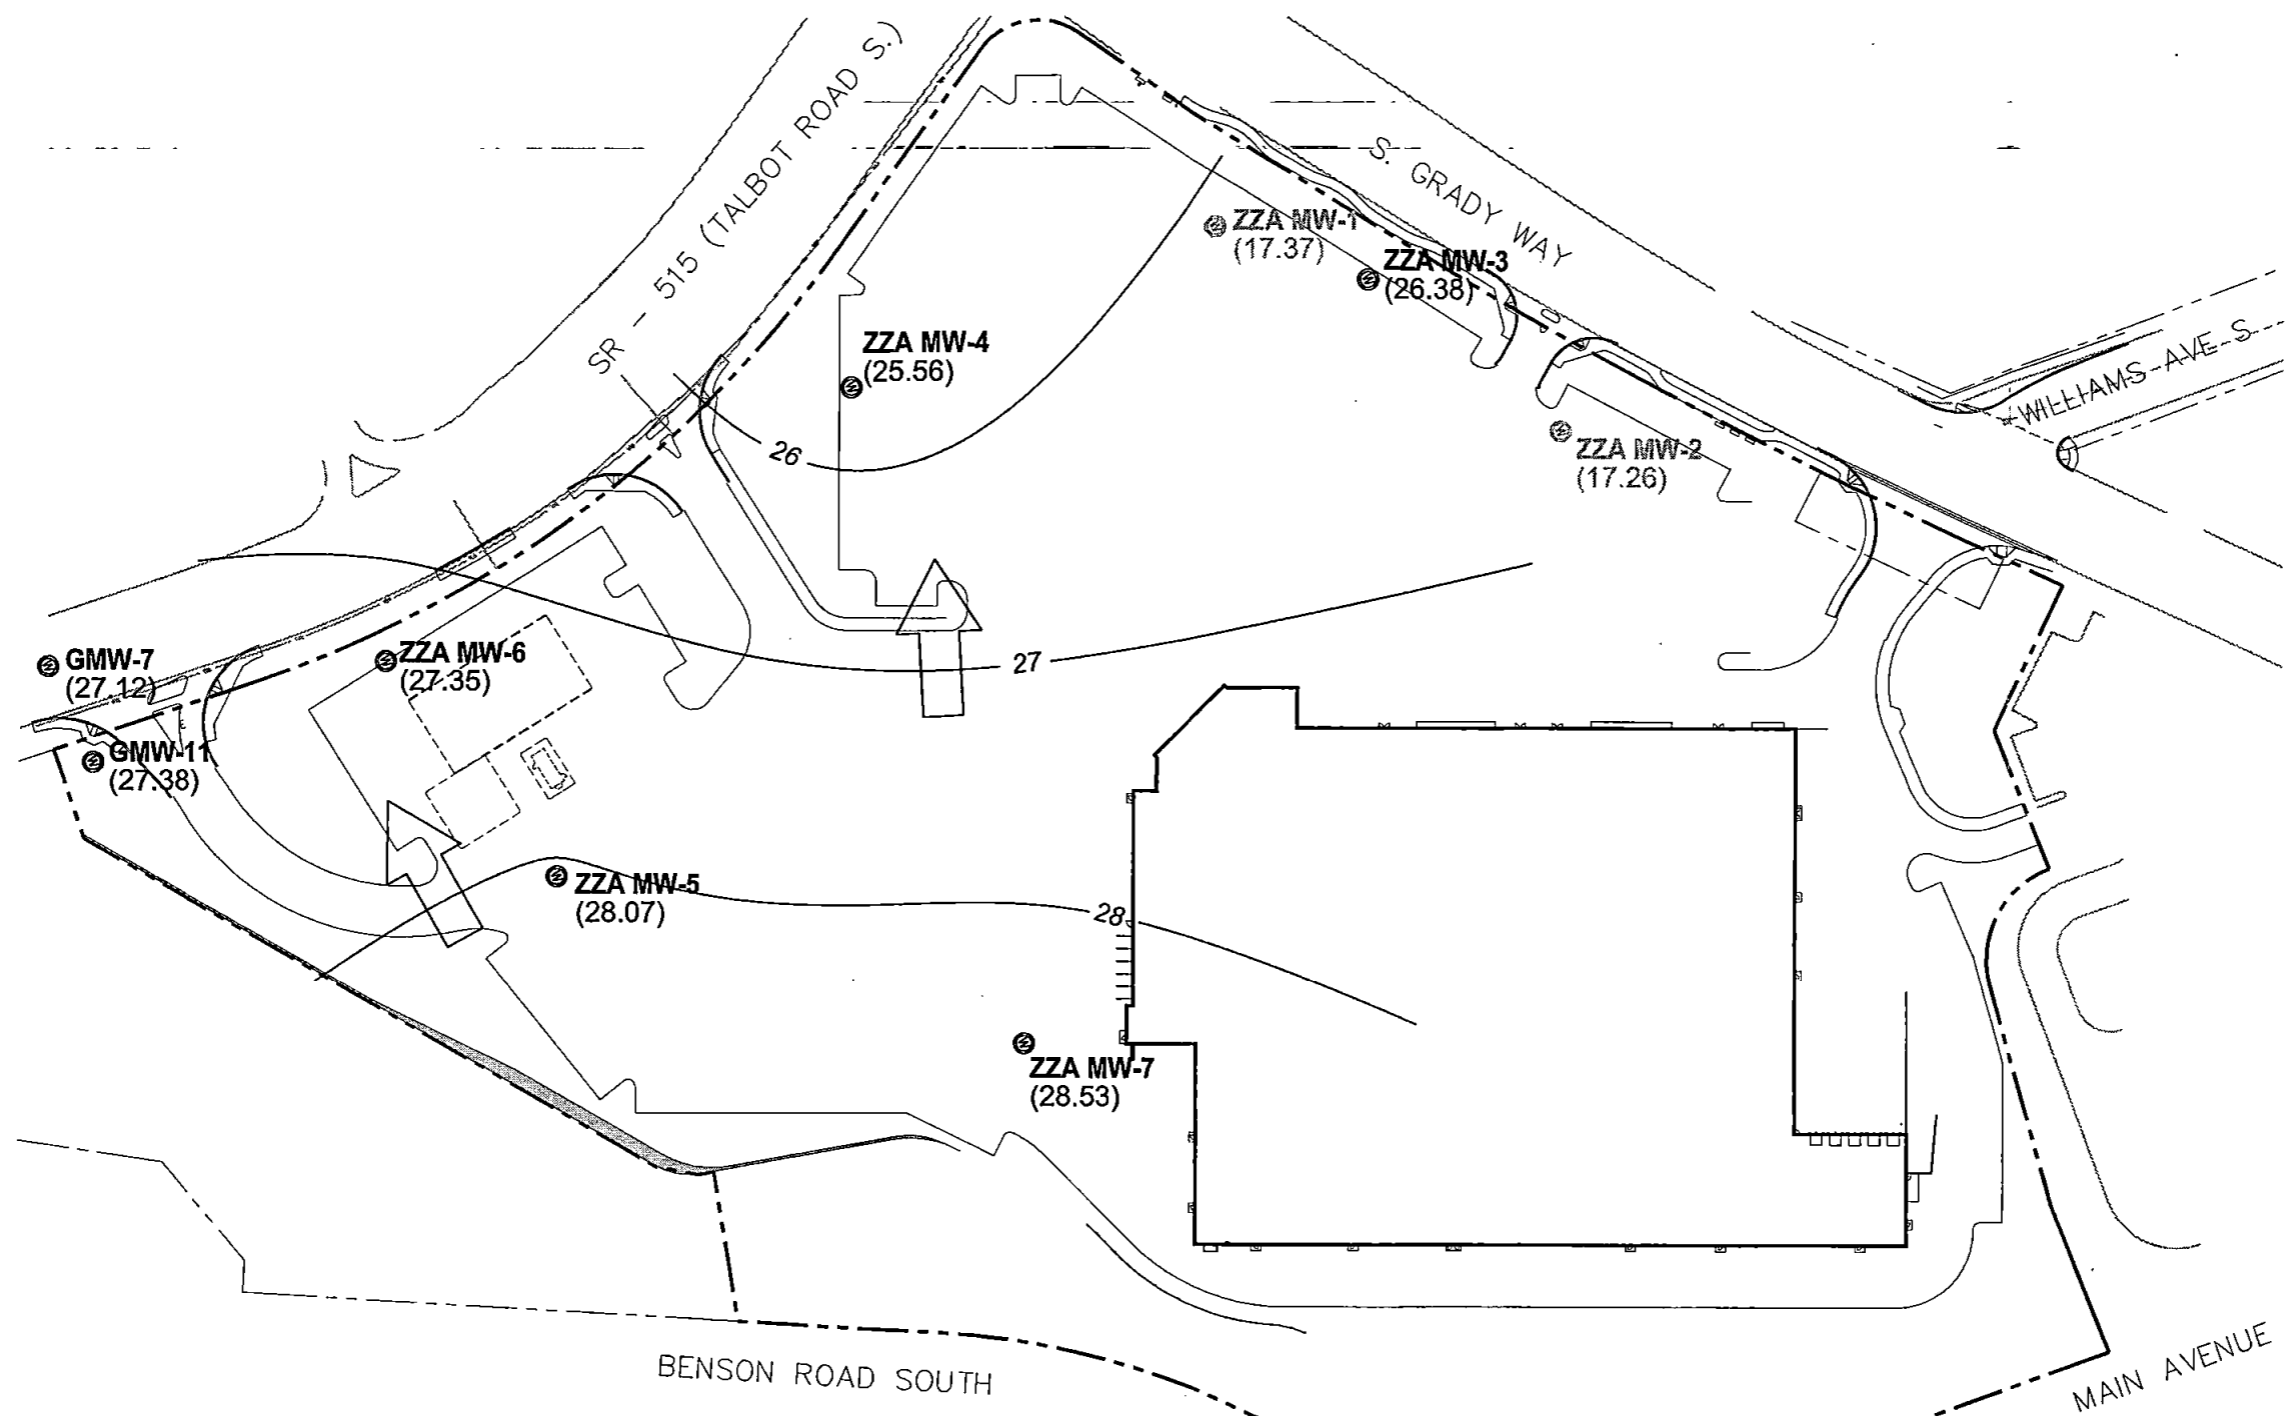 SR - 515 (TALBOT ROAD S.)
S. GRADY WAY
ZZA MW-1
(17.37)
ZZA MW-3
(26.38)
ZZA MW-4
(25.56)
WILLIAMS AVE S
26
ZZA MW-2
(17.26)
GMW-7
(27.12)
ZZA MW-6
(27.35)
27
GMW-11
(27.38)
ZZA MW-5
(28.07)
28
ZZA MW-7
(28.53)
BENSON ROAD SOUTH
MAIN AVENUE